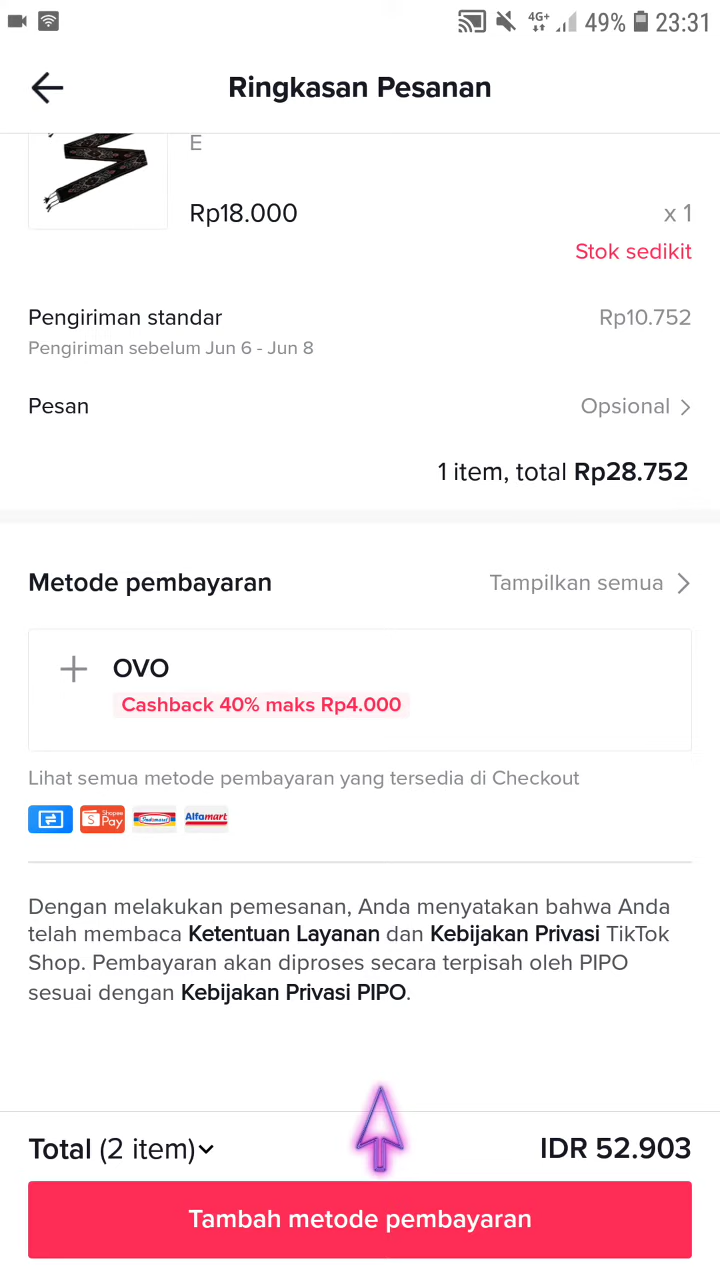 4G+ 49% 23:31
Ringkasan Pesanan
E
Rp18.000 x 1
Stok sedikit
Pengiriman standar Rp10.752
Pengiriman sebelum Jun 6 - Jun 8
Pesan Opsional
1 item, total Rp28.752
Metode pembayaran Tampilkan semua
OVO
Cashback 40% maks Rp4.000
Lihat semua metode pembayaran yang tersedia di Checkout
S Shopee Pay Indomaret Alfamart
Dengan melakukan pemesanan, Anda menyatakan bahwa Anda
telah membaca Ketentuan Layanan dan Kebijakan Privasi TikTok
Shop. Pembayaran akan diproses secara terpisah oleh PIPO
sesuai dengan Kebijakan Privasi PIPO.
Total (2 item) IDR 52.903
Tambah metode pembayaran